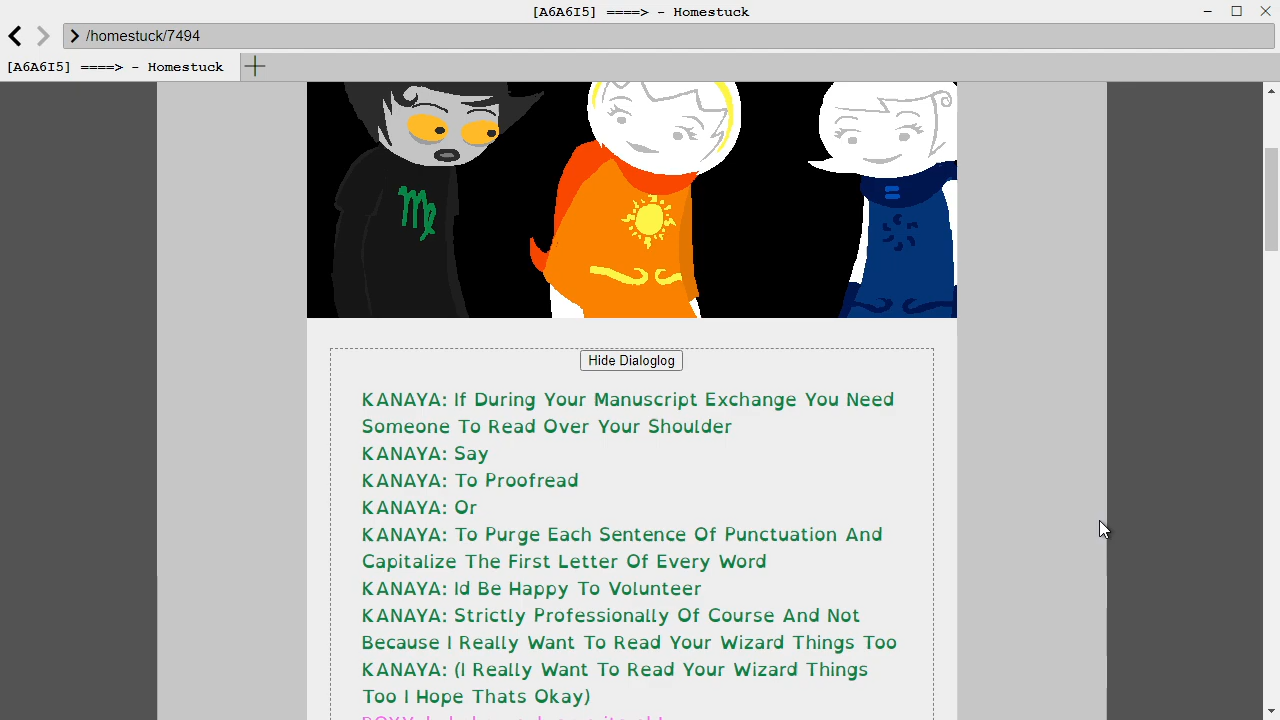 [A6A6I5] ====> - Homestuck
/homestuck/7494
[A6A6I5] ====> - Homestuck
Hide Dialoglog
KANAYA: If During Your Manuscript Exchange You Need
Someone To Read Over Your Shoulder
KANAYA: Say
KANAYA: To Proofread
KANAYA: Or
KANAYA: To Purge Each Sentence Of Punctuation And
Capitalize The First Letter Of Every Word
KANAYA: Id Be Happy To Volunteer
KANAYA: Strictly Professionally Of Course And Not
Because I Really Want To Read Your Wizard Things Too
KANAYA: (I Really Want To Read Your Wizard Things
Too I Hope Thats Okay)